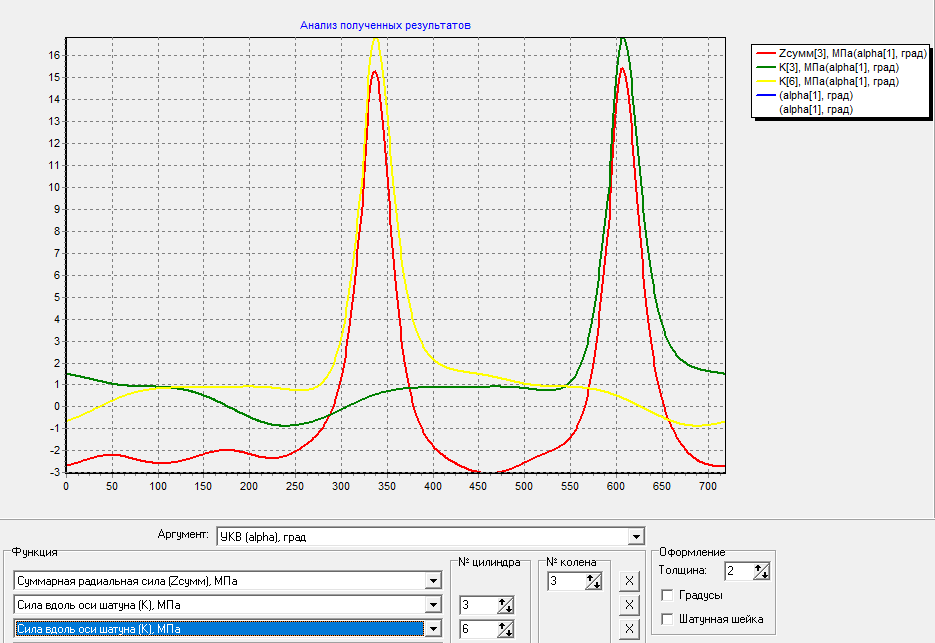 Анализ полученных результатов
16
15
14
13
12
11
10
9
8
7
6
5
4
3
2
1
0
-1
-2
-3
0 50 100 150 200 250 300 350 400 450 500 550 600 650 700
Zсумм[3], МПа(alpha[1], град)
K[3], МПа(alpha[1], град)
K[6], МПа(alpha[1], град)
(alpha[1], град)
(alpha[1], град)
Аргумент: УКВ (alpha), град
Функция
Суммарная радиальная сила (Zсумм), МПа
Сила вдоль оси шатуна (K), МПа
Сила вдоль оси шатуна (K), МПа
№ цилиндра
3
6
№ колена
3
X
X
X
Оформление
Толщина: 2
Градусы
Шатунная шейка